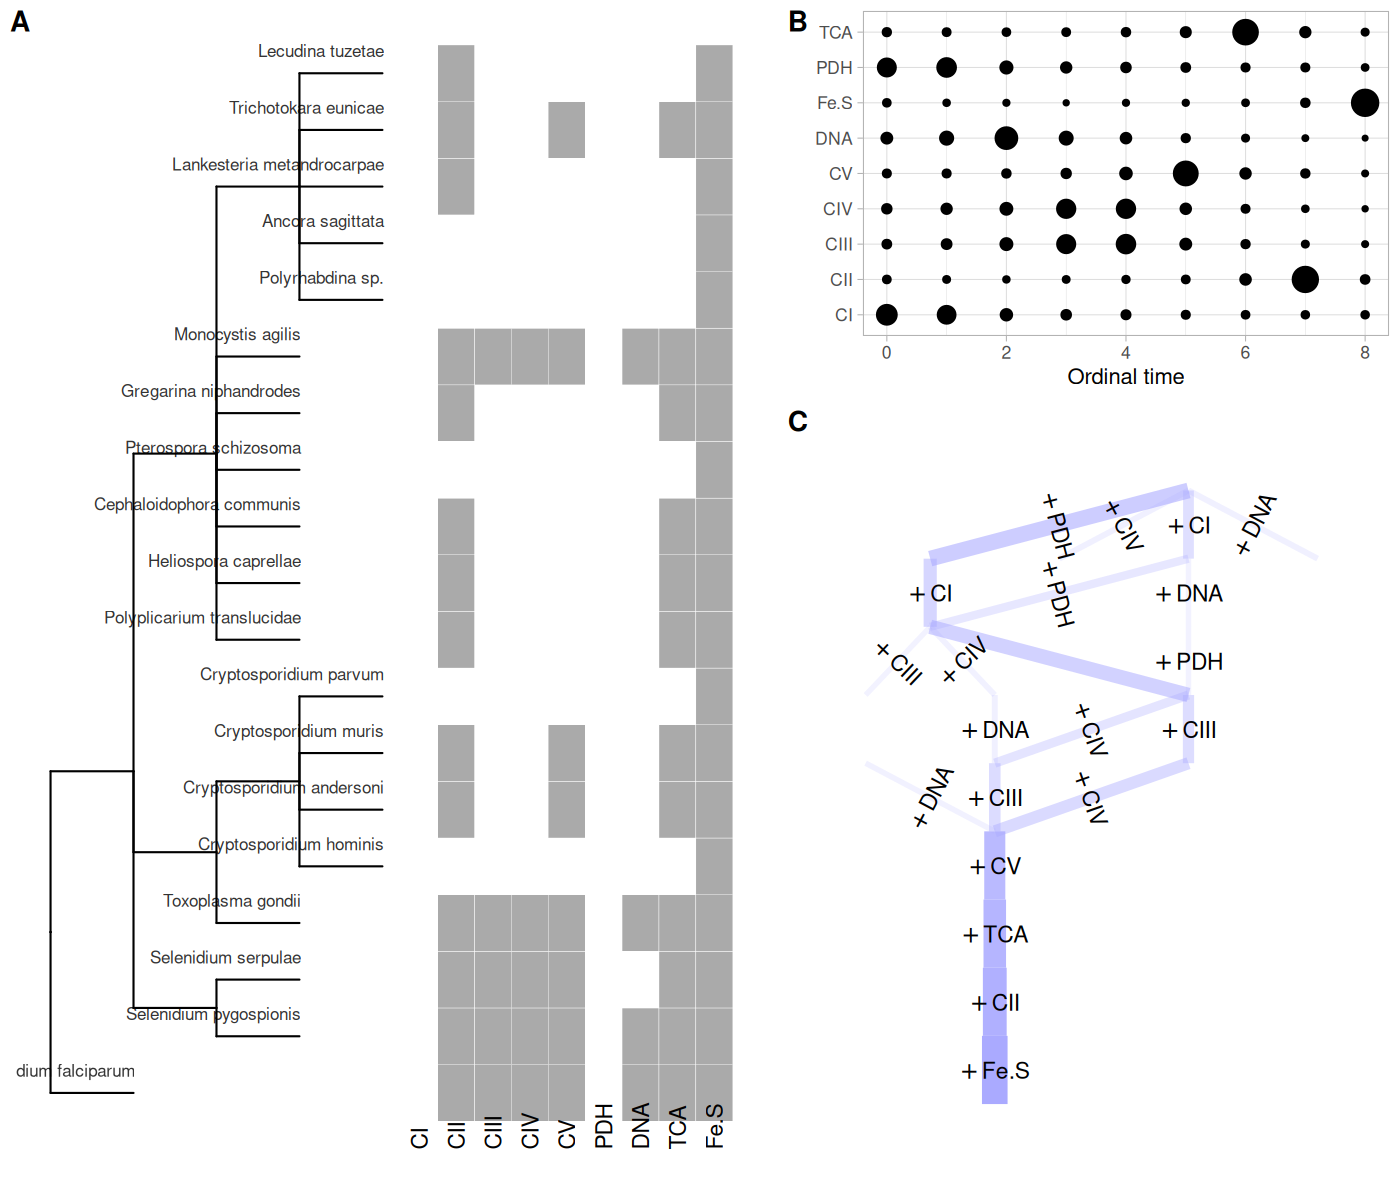 A
Lecudina tuzetae
Trichotokara eunicae
Lankesteria metandrocarpae
Ancora sagittata
Polyrhabdina sp.
Monocystis agilis
Gregarina niphandrodes
Pterospora schizosoma
Cephaloidophora communis
Heliospora caprellae
Polyplicarium translucidae
Cryptosporidium parvum
Cryptosporidium muris
Cryptosporidium andersoni
Cryptosporidium hominis
Toxoplasma gondii
Selenidium serpulae
Selenidium pygospionis
dium falciparum
CI CII CIII CIV CV PDH DNA TCA Fe.S
B
TCA
PDH
Fe.S
DNA
CV
CIV
CIII
CII
CI
0 2 4 6 8
Ordinal time
C
+ PDH
+ CIV
+ CI
+ DNA
+ CI
+ PDH
+ DNA
+ CIII
+ CIV
+ PDH
+ DNA
+ CIV
+ CIII
+ DNA
+ CIII
+ CIV
+ CV
+ TCA
+ CII
+ Fe.S